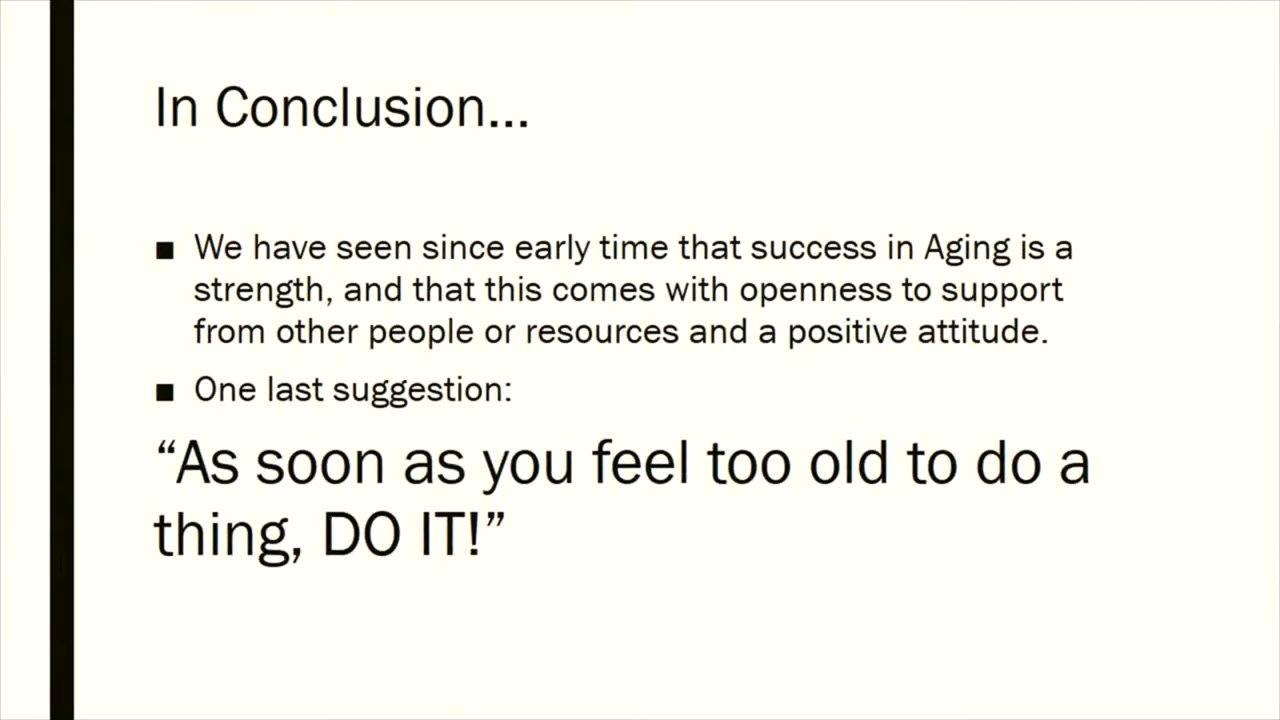 In Conclusion...
■ We have seen since early time that success in Aging is a
strength, and that this comes with openness to support
from other people or resources and a positive attitude.
■ One last suggestion:
“As soon as you feel too old to do a
thing, DO IT!”